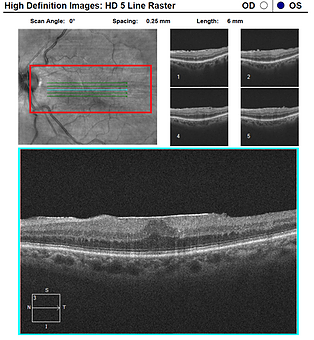 High Definition Images: HD 5 Line Raster OD OS
Scan Angle: 0° Spacing: 0.25 mm Length: 6 mm
1 2
4 5
3
S
N T
I